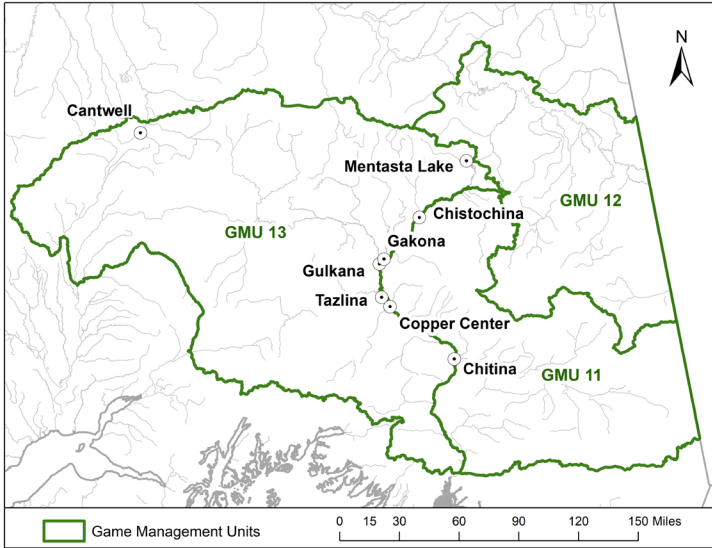 N
Cantwell
Mentasta Lake
GMU 12
Chistochina
GMU 13
Gakona
Gulkana
Tazlina
Copper Center
Chitina
GMU 11
Game Management Units
0 15 30 60 90 120 150 Miles